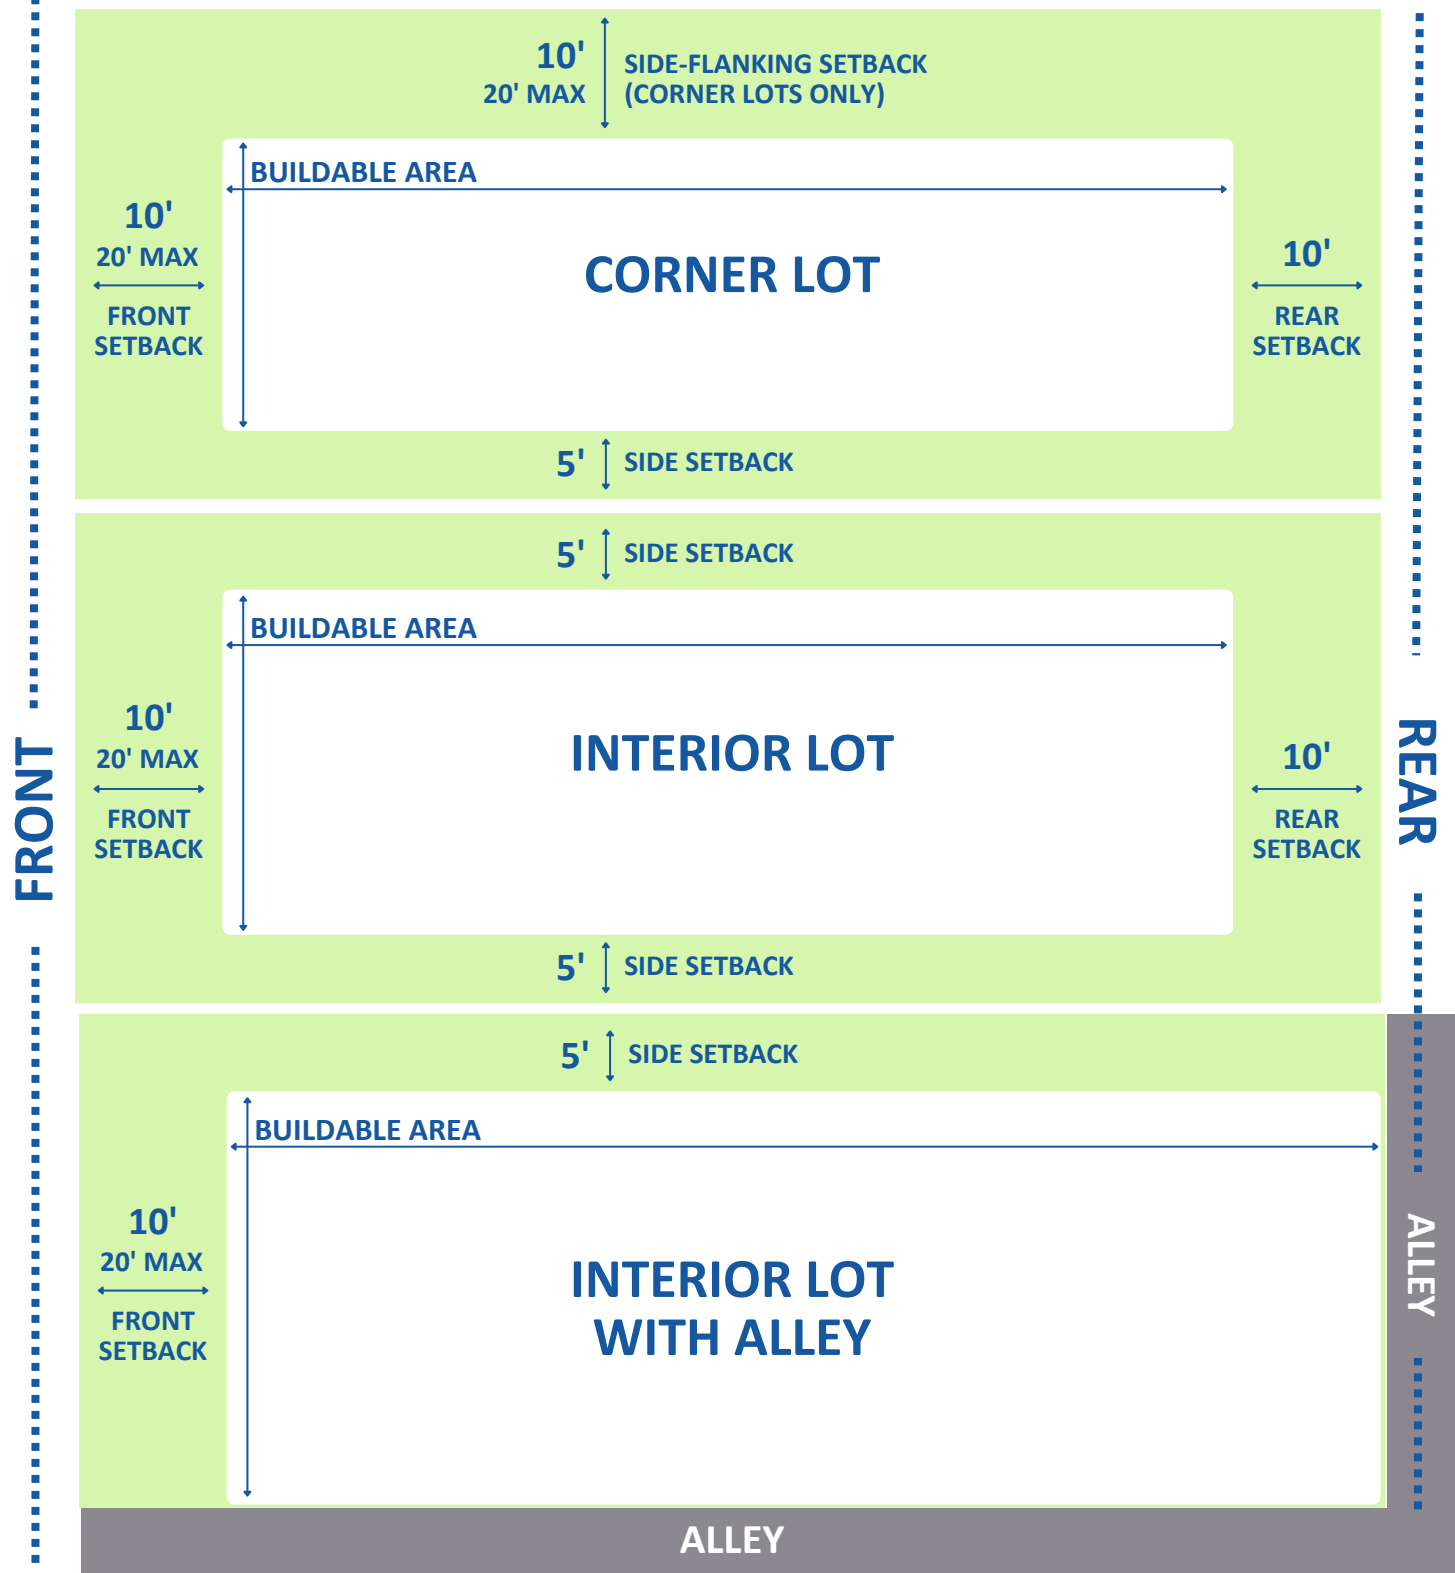 10'
20' MAX
SIDE-FLANKING SETBACK
(CORNER LOTS ONLY)
BUILDABLE AREA
10'
20' MAX
FRONT
SETBACK
CORNER LOT
10'
REAR
SETBACK
5'
SIDE SETBACK
5'
SIDE SETBACK
BUILDABLE AREA
FRONT
10'
20' MAX
FRONT
SETBACK
INTERIOR LOT
10'
REAR
SETBACK
REAR
5'
SIDE SETBACK
5'
SIDE SETBACK
BUILDABLE AREA
10'
20' MAX
FRONT
SETBACK
INTERIOR LOT
WITH ALLEY
ALLEY
ALLEY